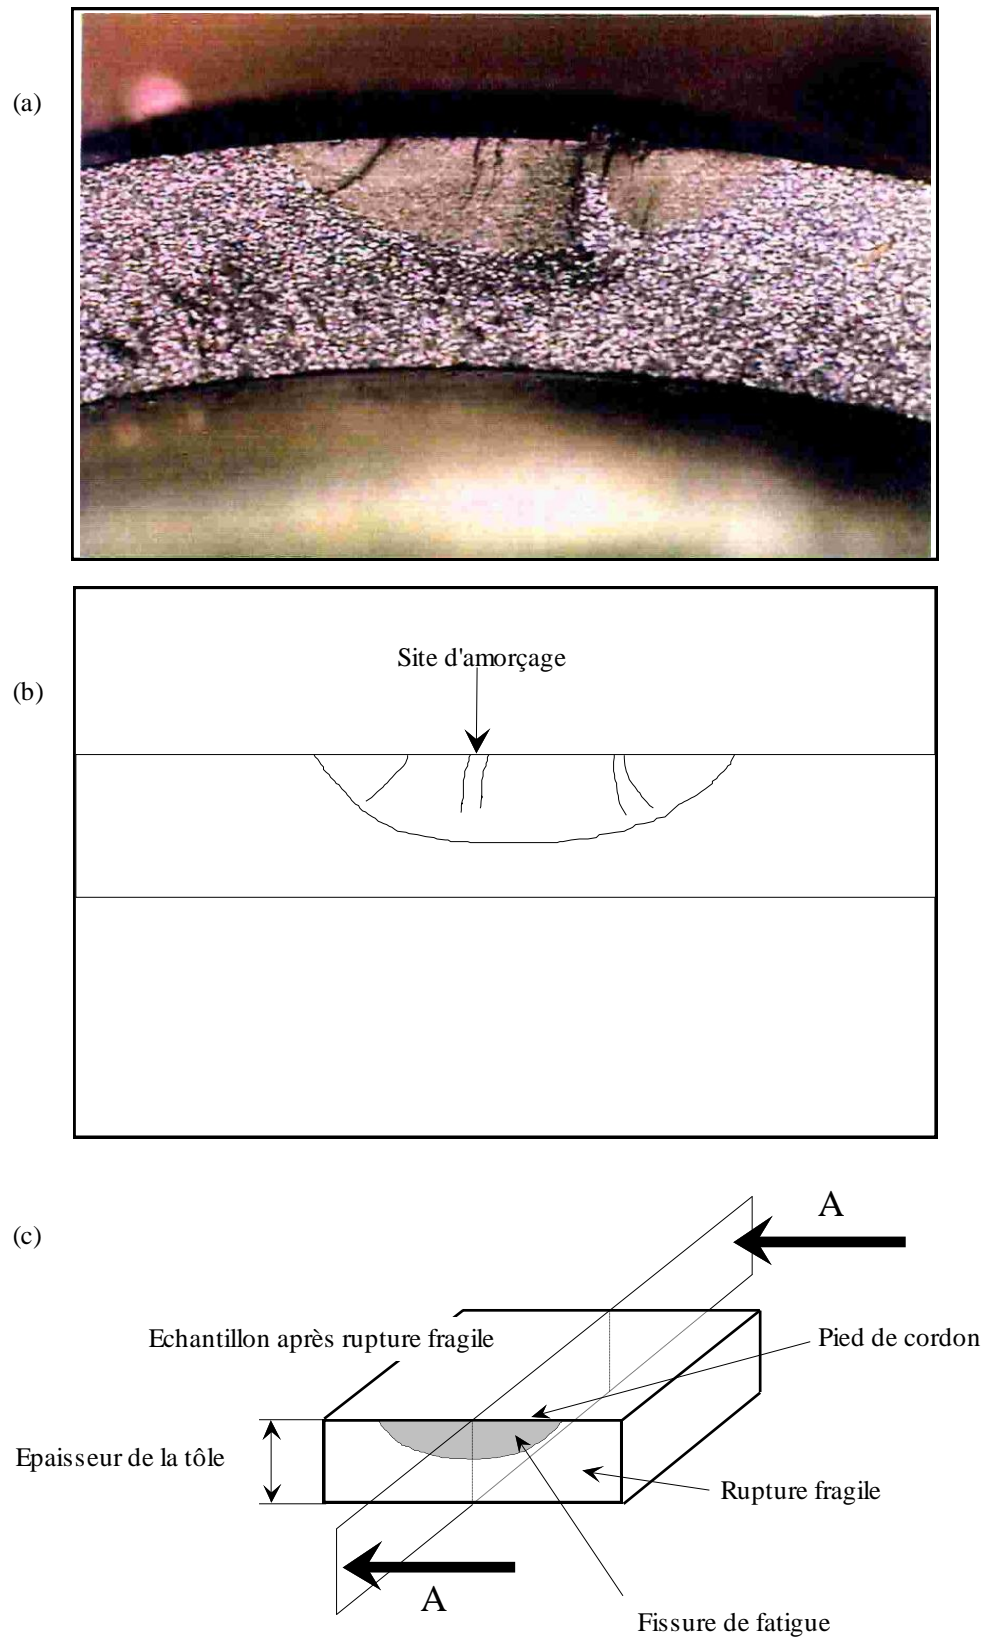 (a)
Site d'amorçage
(b)
(c)
A
Echantillon après rupture fragile
Pied de cordon
Epaisseur de la tôle
Rupture fragile
A
Fissure de fatigue